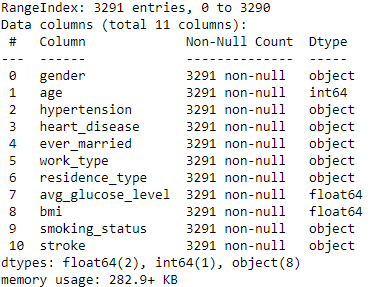 RangeIndex: 3291 entries, 0 to 3290
Data columns (total 11 columns):
 #   Column             Non-Null Count  Dtype
---  ------             --------------  -----
 0   gender             3291 non-null   object
 1   age                3291 non-null   int64
 2   hypertension       3291 non-null   object
 3   heart_disease      3291 non-null   object
 4   ever_married       3291 non-null   object
 5   work_type          3291 non-null   object
 6   residence_type     3291 non-null   object
 7   avg_glucose_level  3291 non-null   float64
 8   bmi                3291 non-null   float64
 9   smoking_status     3291 non-null   object
 10  stroke             3291 non-null   object
dtypes: float64(2), int64(1), object(8)
memory usage: 282.9+ KB